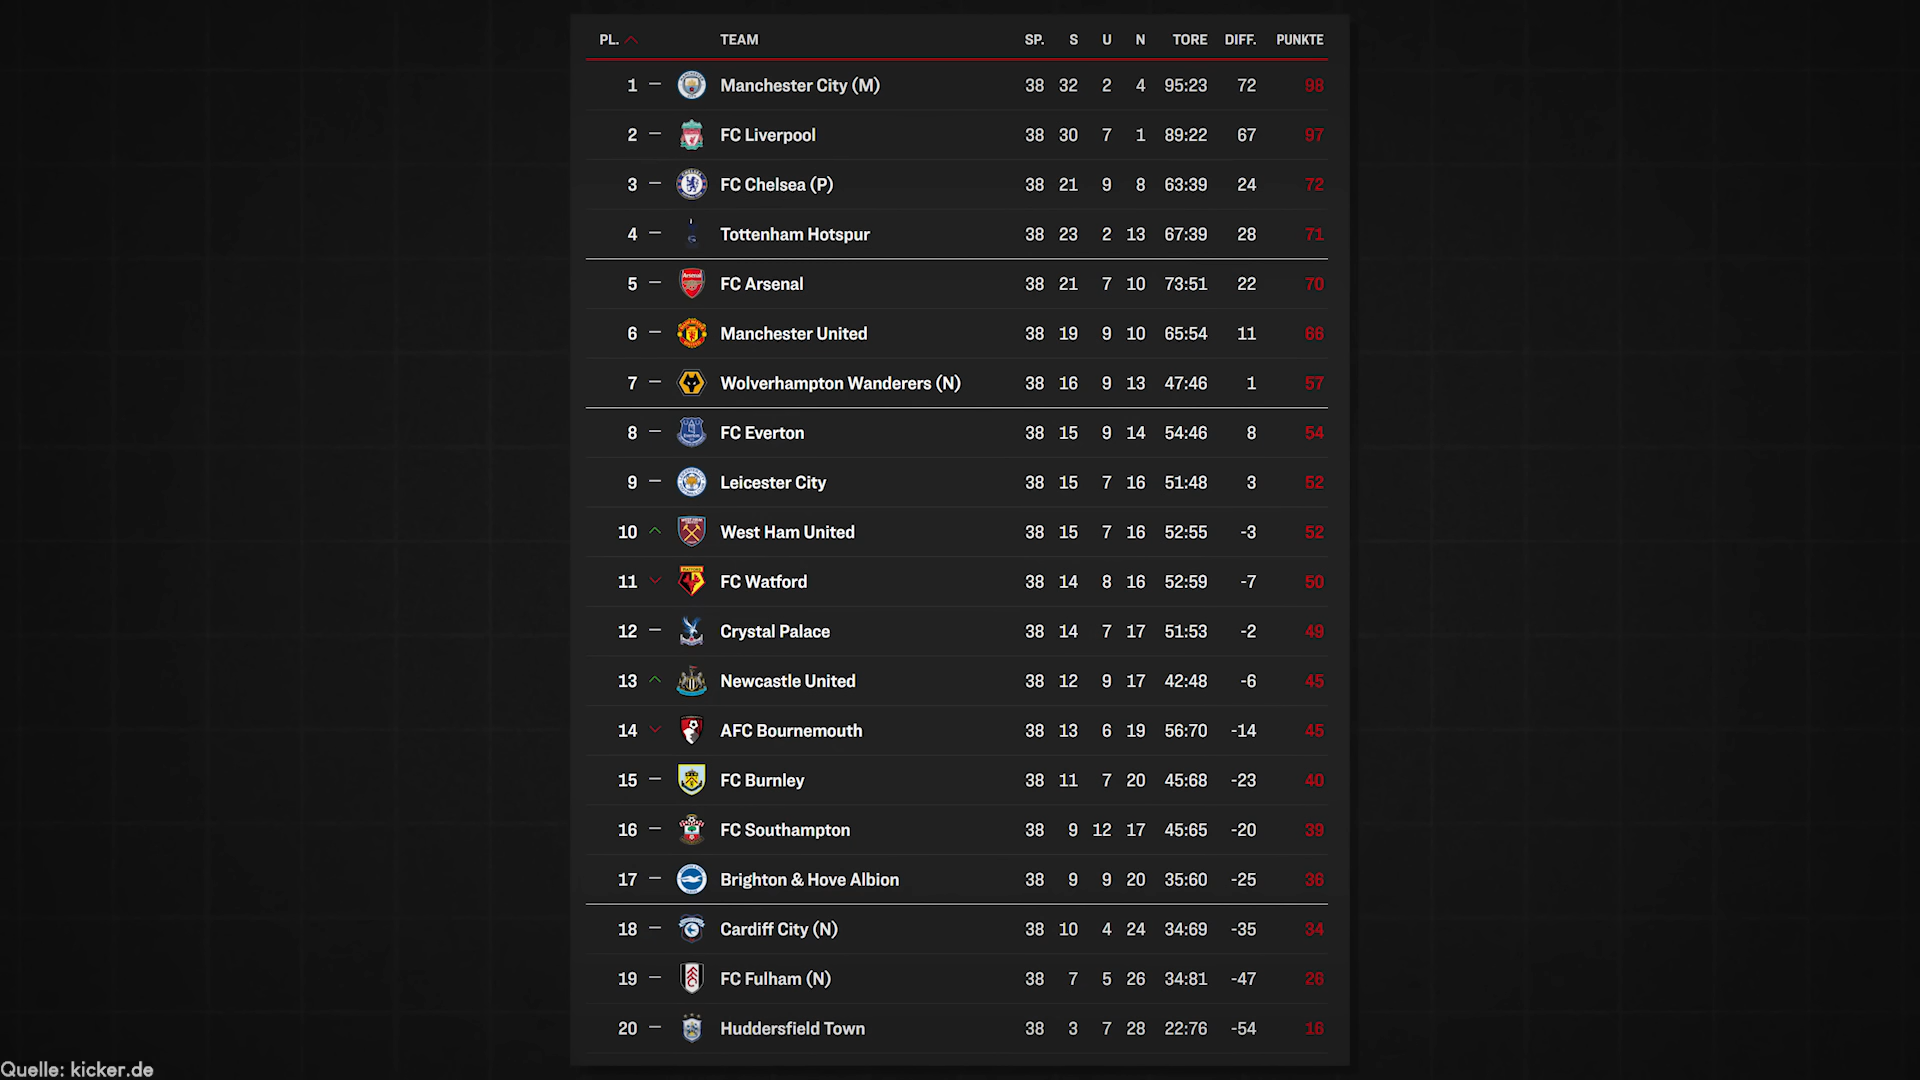 PL. TEAM SP. S U N TORE DIFF. PUNKTE
1 Manchester City (M) 38 32 2 4 95:23 72 98
2 FC Liverpool 38 30 7 1 89:22 67 97
3 FC Chelsea (P) 38 21 9 8 63:39 24 72
4 Tottenham Hotspur 38 23 2 13 67:39 28 71
5 FC Arsenal 38 21 7 10 73:51 22 70
6 Manchester United 38 19 9 10 65:54 11 66
7 Wolverhampton Wanderers (N) 38 16 9 13 47:46 1 57
8 FC Everton 38 15 9 14 54:46 8 54
9 Leicester City 38 15 7 16 51:48 3 52
10 West Ham United 38 15 7 16 52:55 -3 52
11 FC Watford 38 14 8 16 52:59 -7 50
12 Crystal Palace 38 14 7 17 51:53 -2 49
13 Newcastle United 38 12 9 17 42:48 -6 45
14 AFC Bournemouth 38 13 6 19 56:70 -14 45
15 FC Burnley 38 11 7 20 45:68 -23 40
16 FC Southampton 38 9 12 17 45:65 -20 39
17 Brighton & Hove Albion 38 9 9 20 35:60 -25 36
18 Cardiff City (N) 38 10 4 24 34:69 -35 34
19 FC Fulham (N) 38 7 5 26 34:81 -47 26
20 Huddersfield Town 38 3 7 28 22:76 -54 16
Quelle: kicker.de